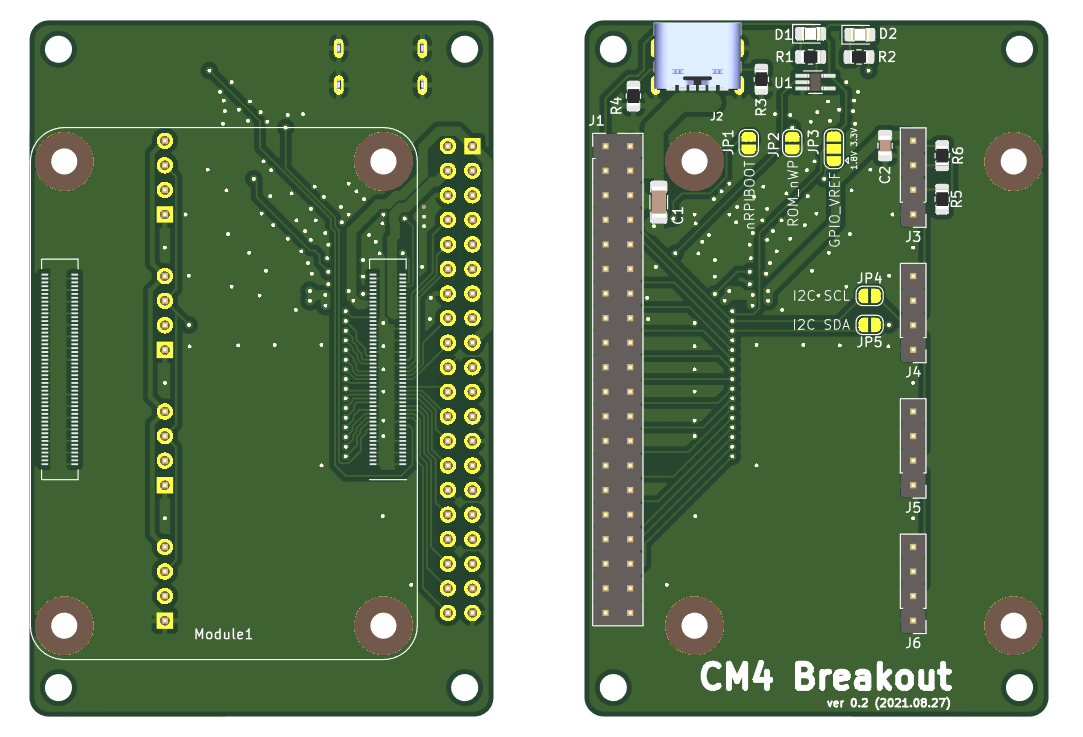 Module1
D1
D2
R1
R2
U1
R4
R3
J2
J1
JP1
JP2
JP3
1.8V 3.3V
nRPIBOOT
ROM_nWP
GPIO_VREF
C1
C2
R6
R5
J3
JP4
I2C SCL
I2C SDA
JP5
J4
J5
J6
CM4 Breakout
ver 0.2 (2021.08.27)